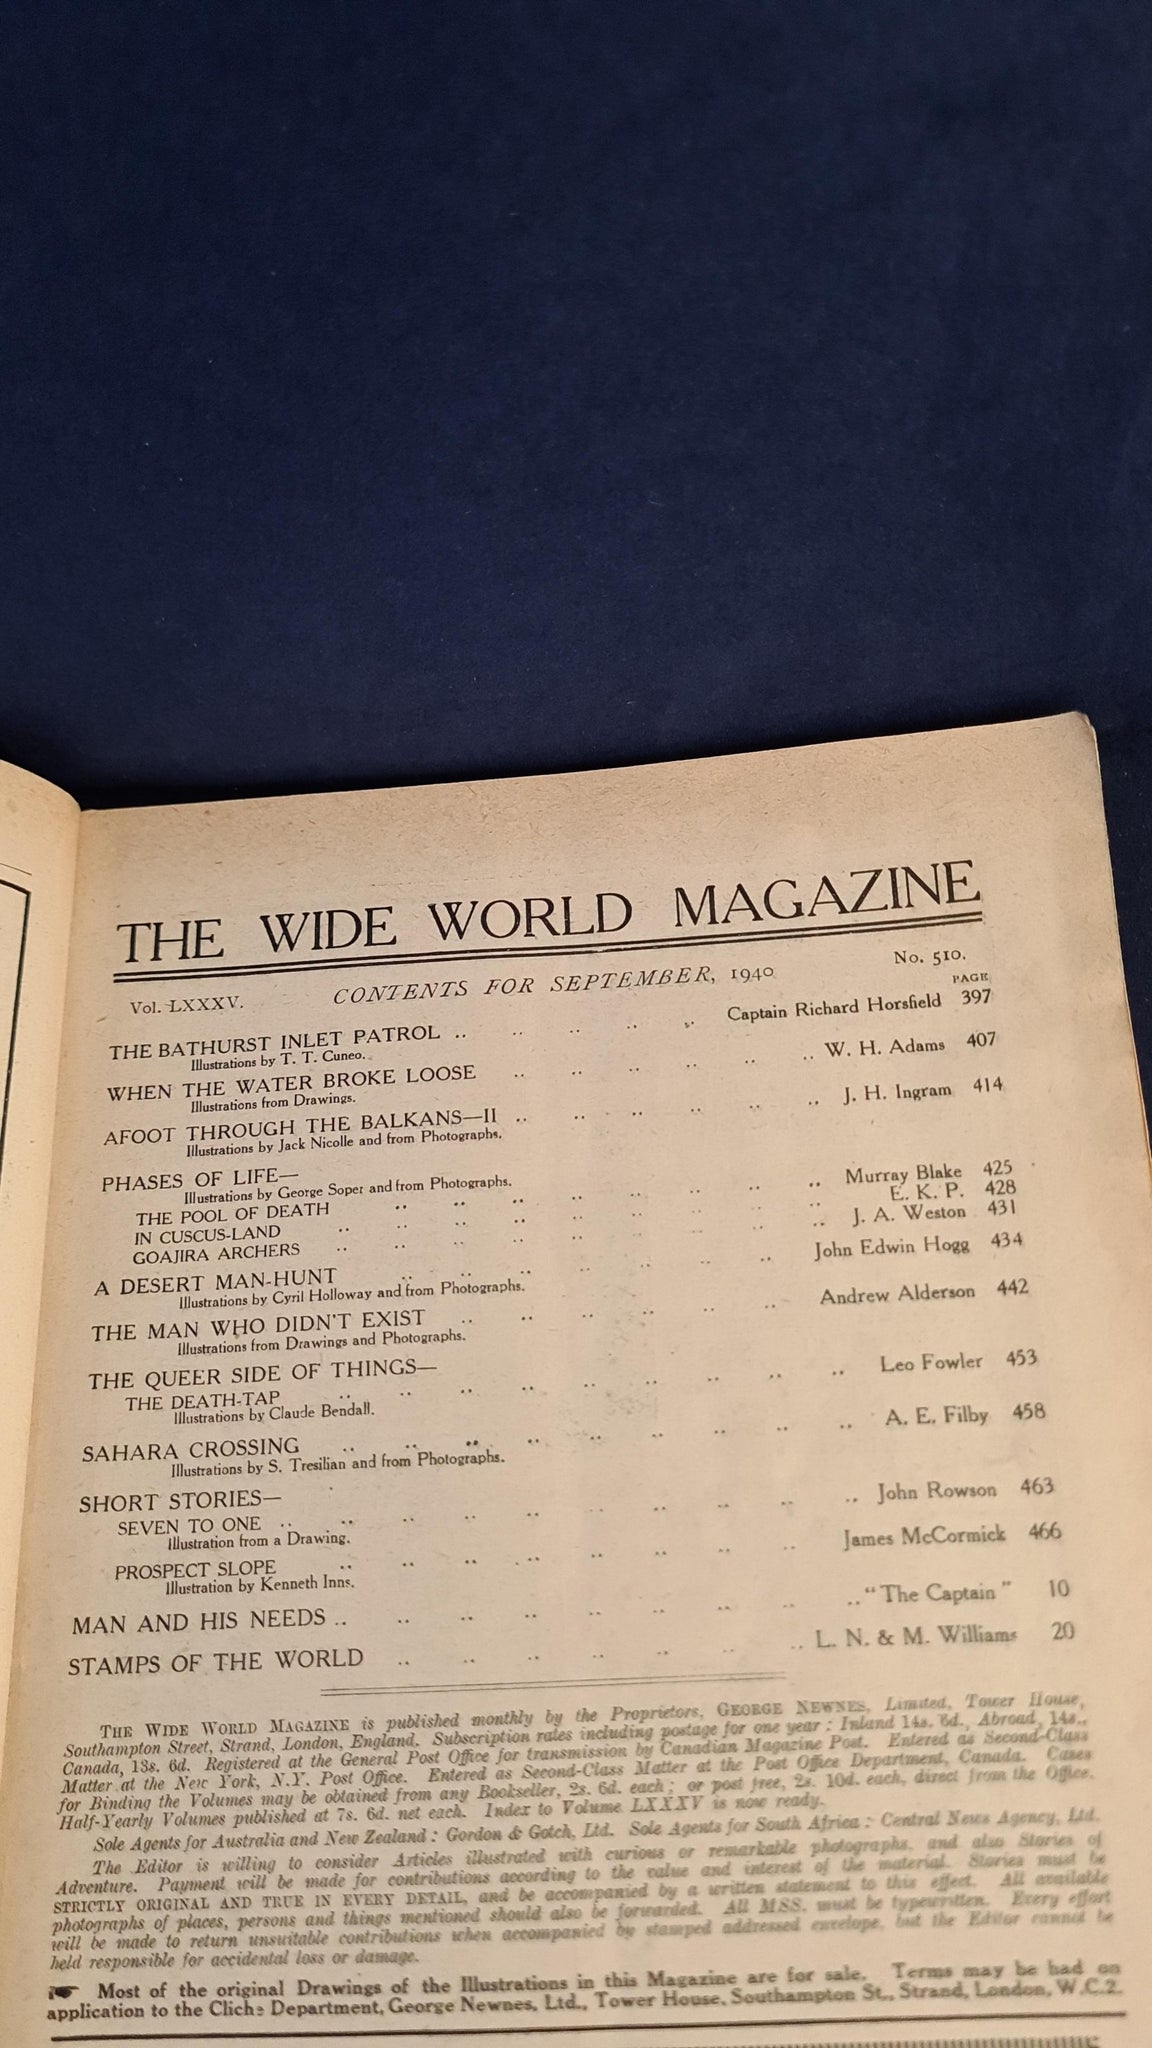 THE WIDE WORLD MAGAZINE
Vol. LXXXV. CONTENTS FOR SEPTEMBER, 1940 No. 510.
PAGE
THE BATHURST INLET PATROL .. .. .. .. .. Captain Richard Horsfield 397
Illustrations by T. T. Cuneo.
WHEN THE WATER BROKE LOOSE .. .. .. .. .. .. W. H. Adams 407
Illustrations from Drawings.
AFOOT THROUGH THE BALKANS—II .. .. .. .. .. .. J. H. Ingram 414
Illustrations by Jack Nicolle and from Photographs.
PHASES OF LIFE—
Illustrations by George Soper and from Photographs.
THE POOL OF DEATH .. .. .. .. .. .. .. .. Murray Blake 425
IN CUSCUS-LAND .. .. .. .. .. .. .. .. E. K. P. 428
GOAJIRA ARCHERS .. .. .. .. .. .. .. .. J. A. Weston 431
A DESERT MAN-HUNT .. .. .. .. .. .. .. John Edwin Hogg 434
Illustrations by Cyril Holloway and from Photographs.
THE MAN WHO DIDN'T EXIST .. .. .. .. .. .. Andrew Alderson 442
Illustrations from Drawings and Photographs.
THE QUEER SIDE OF THINGS—
THE DEATH-TAP .. .. .. .. .. .. .. .. .. Leo Fowler 453
Illustrations by Claude Bendall.
SAHARA CROSSING .. .. .. .. .. .. .. .. .. A. E. Filby 458
Illustrations by S. Tresilian and from Photographs.
SHORT STORIES—
SEVEN TO ONE .. .. .. .. .. .. .. .. .. John Rowson 463
Illustration from a Drawing.
PROSPECT SLOPE .. .. .. .. .. .. .. .. James McCormick 466
Illustration by Kenneth Inns.
MAN AND HIS NEEDS .. .. .. .. .. .. .. .. .. "The Captain" 10
STAMPS OF THE WORLD .. .. .. .. .. .. .. L. N. & M. Williams 20
THE WIDE WORLD MAGAZINE is published monthly by the Proprietors, GEORGE NEWNES, Limited, Tower House,
Southampton Street, Strand, London, England. Subscription rates including postage for one year: Inland 14s. 6d., Abroad, 14s.,
Canada, 13s. 6d. Registered at the General Post Office for transmission by Canadian Magazine Post. Entered as Second-Class
Matter at the New York, N.Y. Post Office. Entered as Second-Class Matter at the Post Office Department, Canada. Cases
for Binding the Volumes may be obtained from any Bookseller, 2s. 6d. each; or post free, 2s. 10d. each, direct from the Office.
Half-Yearly Volumes published at 7s. 6d. net each. Index to Volume LXXXV is now ready.
Sole Agents for Australia and New Zealand: Gordon & Gotch, Ltd. Sole Agents for South Africa: Central News Agency, Ltd.
The Editor is willing to consider Articles illustrated with curious or remarkable photographs, and also Stories of
Adventure. Payment will be made for contributions according to the value and interest of the material. Stories must be
STRICTLY ORIGINAL AND TRUE IN EVERY DETAIL, and be accompanied by a written statement to this effect. All available
photographs of places, persons and things mentioned should also be forwarded. All MSS. must be typewritten. Every effort
will be made to return unsuitable contributions when accompanied by stamped addressed envelope, but the Editor cannot be
held responsible for accidental loss or damage.
☛ Most of the original Drawings of the Illustrations in this Magazine are for sale. Terms may be had on
application to the Cliche Department, George Newnes, Ltd., Tower House, Southampton St., Strand, London, W.C.2.